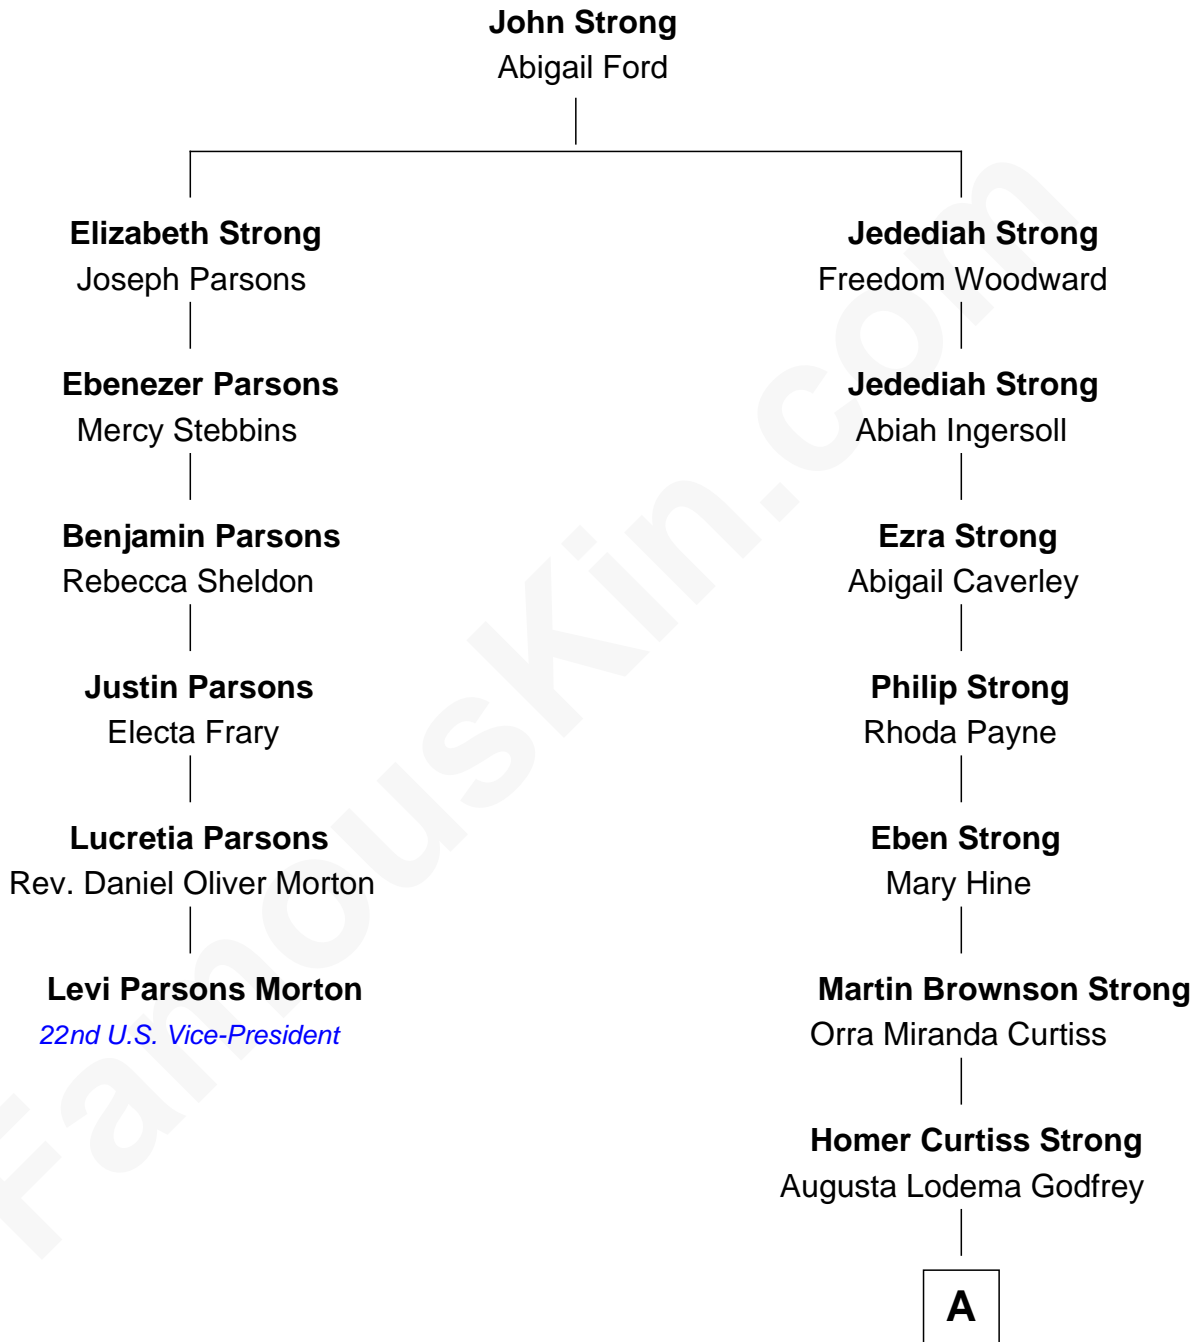 John Strong
Abigail Ford
Elizabeth Strong
Joseph Parsons
Jedediah Strong
Freedom Woodward
Ebenezer Parsons
Mercy Stebbins
Jedediah Strong
Abiah Ingersoll
Benjamin Parsons
Rebecca Sheldon
Ezra Strong
Abigail Caverley
Justin Parsons
Electa Frary
Philip Strong
Rhoda Payne
Lucretia Parsons
Rev. Daniel Oliver Morton
Eben Strong
Mary Hine
Levi Parsons Morton
22nd U.S. Vice-President
Martin Brownson Strong
Orra Miranda Curtiss
Homer Curtiss Strong
Augusta Lodema Godfrey
A
FamousKin.com